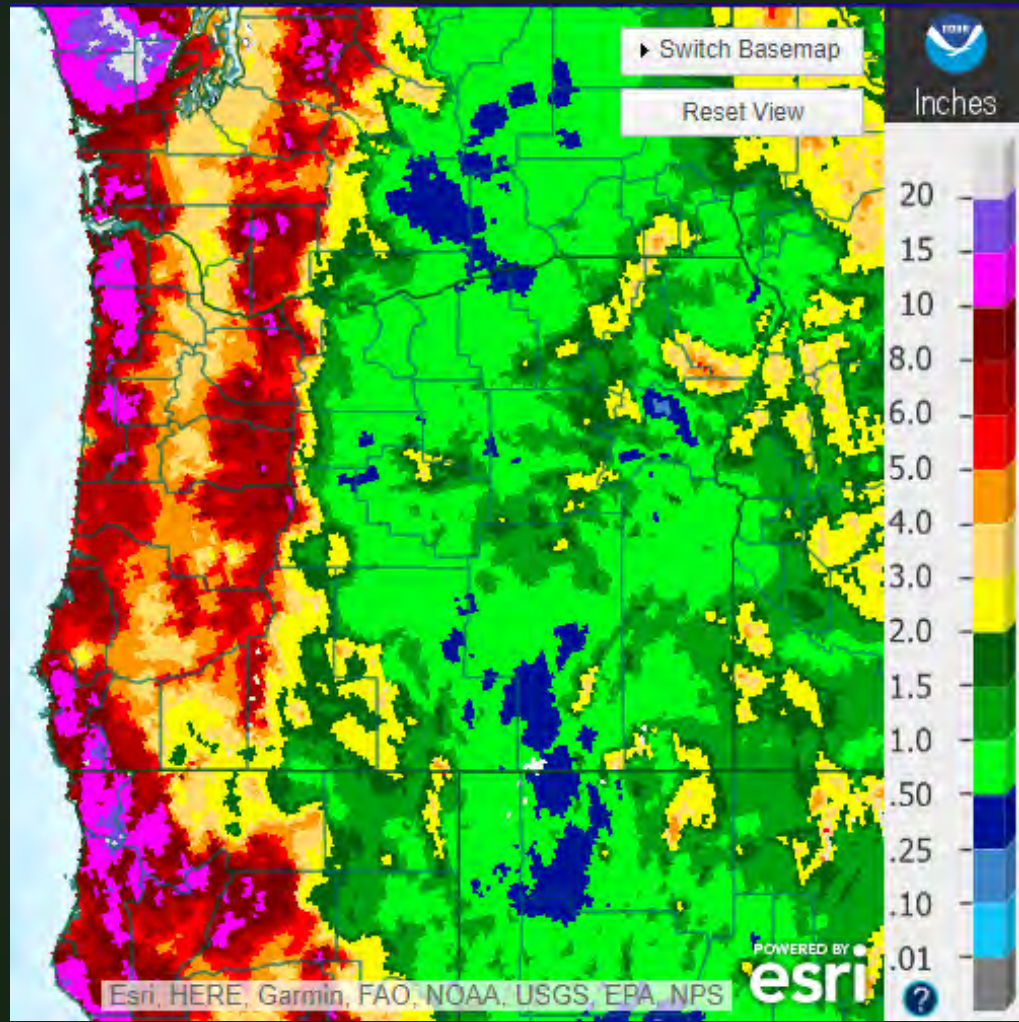 Switch Basemap
Reset View
NOAA
Inches
20
15
10
8.0
6.0
5.0
4.0
3.0
2.0
1.5
1.0
.50
.25
.10
.01
?
POWERED BY
esri
Esri, HERE, Garmin, FAO, NOAA, USGS, EPA, NPS